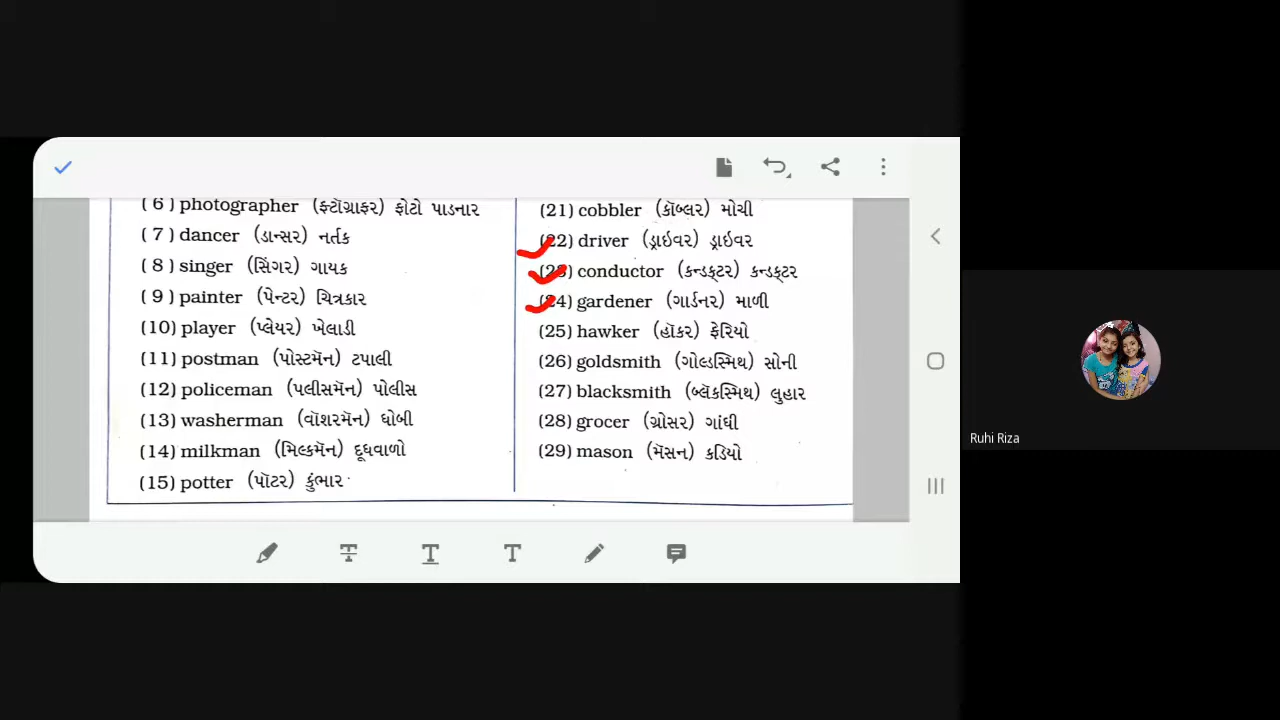 ( 6 ) photographer (ફ્ટૉગ્રાફર) ફોટો પાડનાર
( 7 ) dancer (ડાન્સર) નર્તક
( 8 ) singer (સિંગર) ગાયક
( 9 ) painter (પેન્ટર) ચિત્રકાર
(10) player (પ્લેયર) ખેલાડી
(11) postman (પોસ્ટમૅન) ટપાલી
(12) policeman (પલીસમૅન) પોલીસ
(13) washerman (વૉશરમૅન) ધોબી
(14) milkman (મિલ્કમૅન) દૂધવાળો
(15) potter (પૉટર) કુંભાર
(21) cobbler (કૉબ્લર) મોચી
(22) driver (ડ્રાઇવર) ડ્રાઇવર
(23) conductor (કન્ડક્ટર) કન્ડક્ટર
(24) gardener (ગાર્ડનર) માળી
(25) hawker (હૉકર) ફેરિયો
(26) goldsmith (ગોલ્ડસ્મિથ) સોની
(27) blacksmith (બ્લૅકસ્મિથ) લુહાર
(28) grocer (ગ્રોસર) ગાંધી
(29) mason (મૅસન) કડિયો
Ruhi Riza